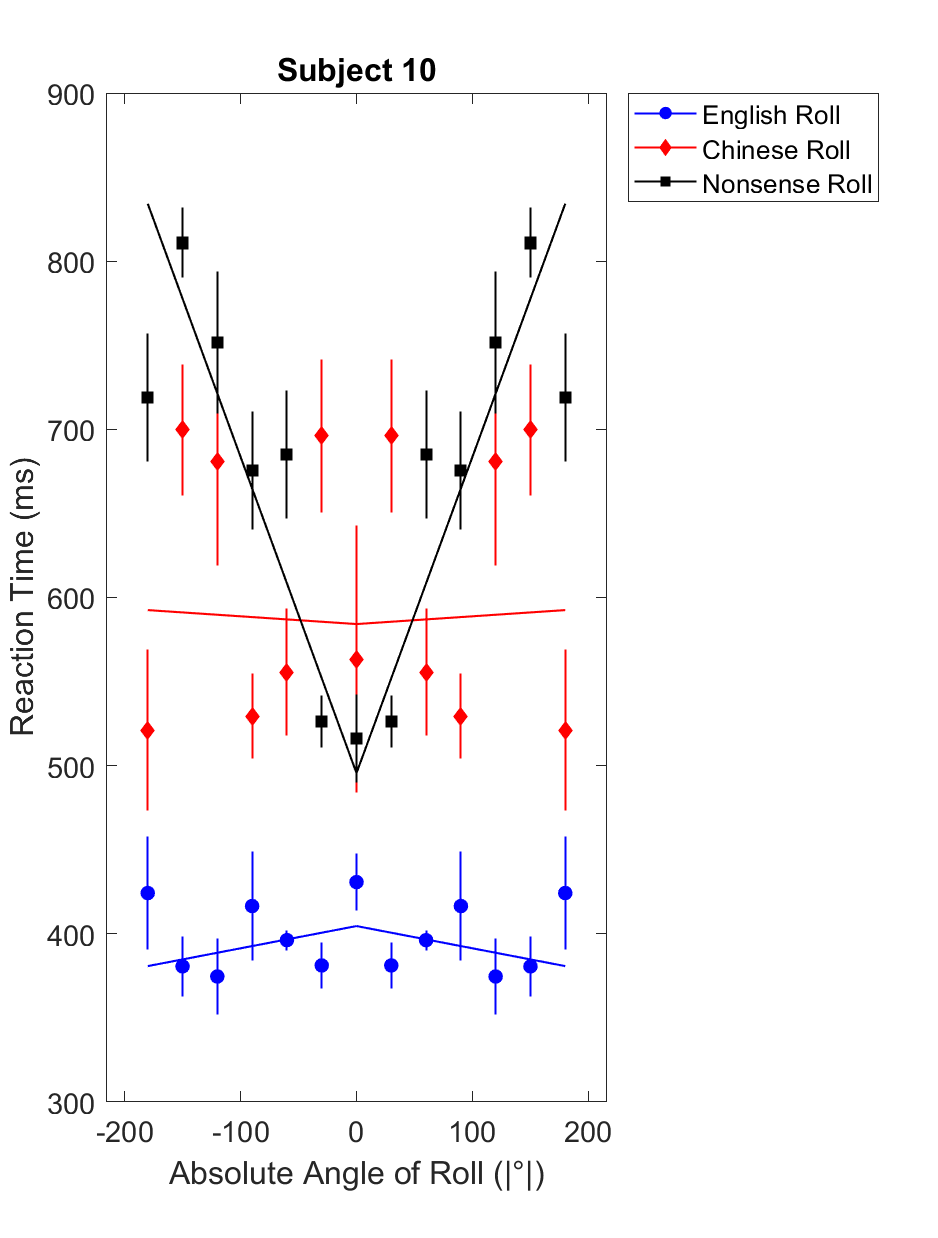 Subject 10
English Roll
Chinese Roll
Nonsense Roll
900
800
700
600
500
400
300
-200 -100 0 100 200
Reaction Time (ms)
Absolute Angle of Roll (|°|)